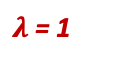 λ = 1